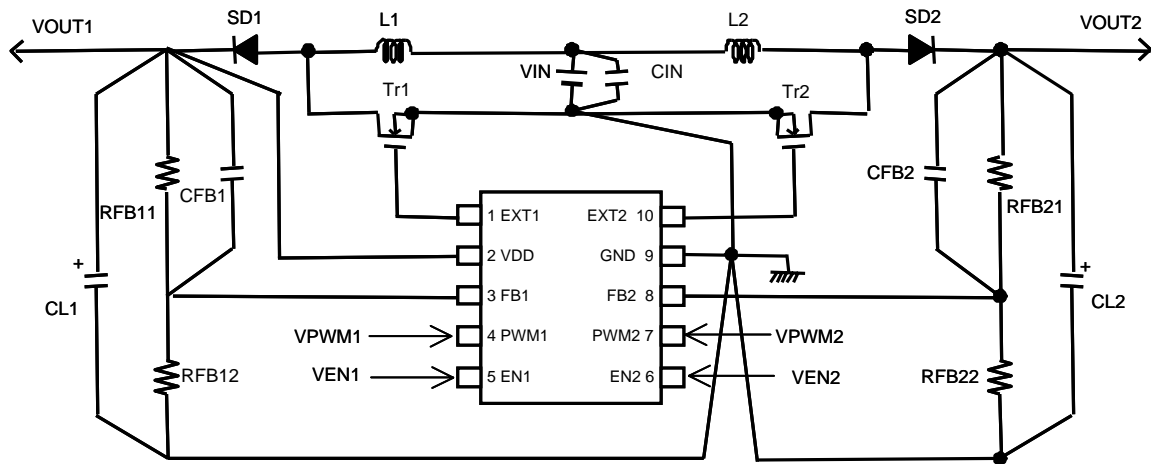 VOUT1
SD1
L1
L2
SD2
VOUT2
VIN
CIN
Tr1
Tr2
CFB1
CFB2
RFB11
RFB21
1 EXT1
EXT2 10
2 VDD
GND 9
3 FB1
FB2 8
4 PWM1
PWM2 7
5 EN1
EN2 6
+
CL1
+
CL2
VPWM1
VPWM2
RFB12
VEN1
VEN2
RFB22